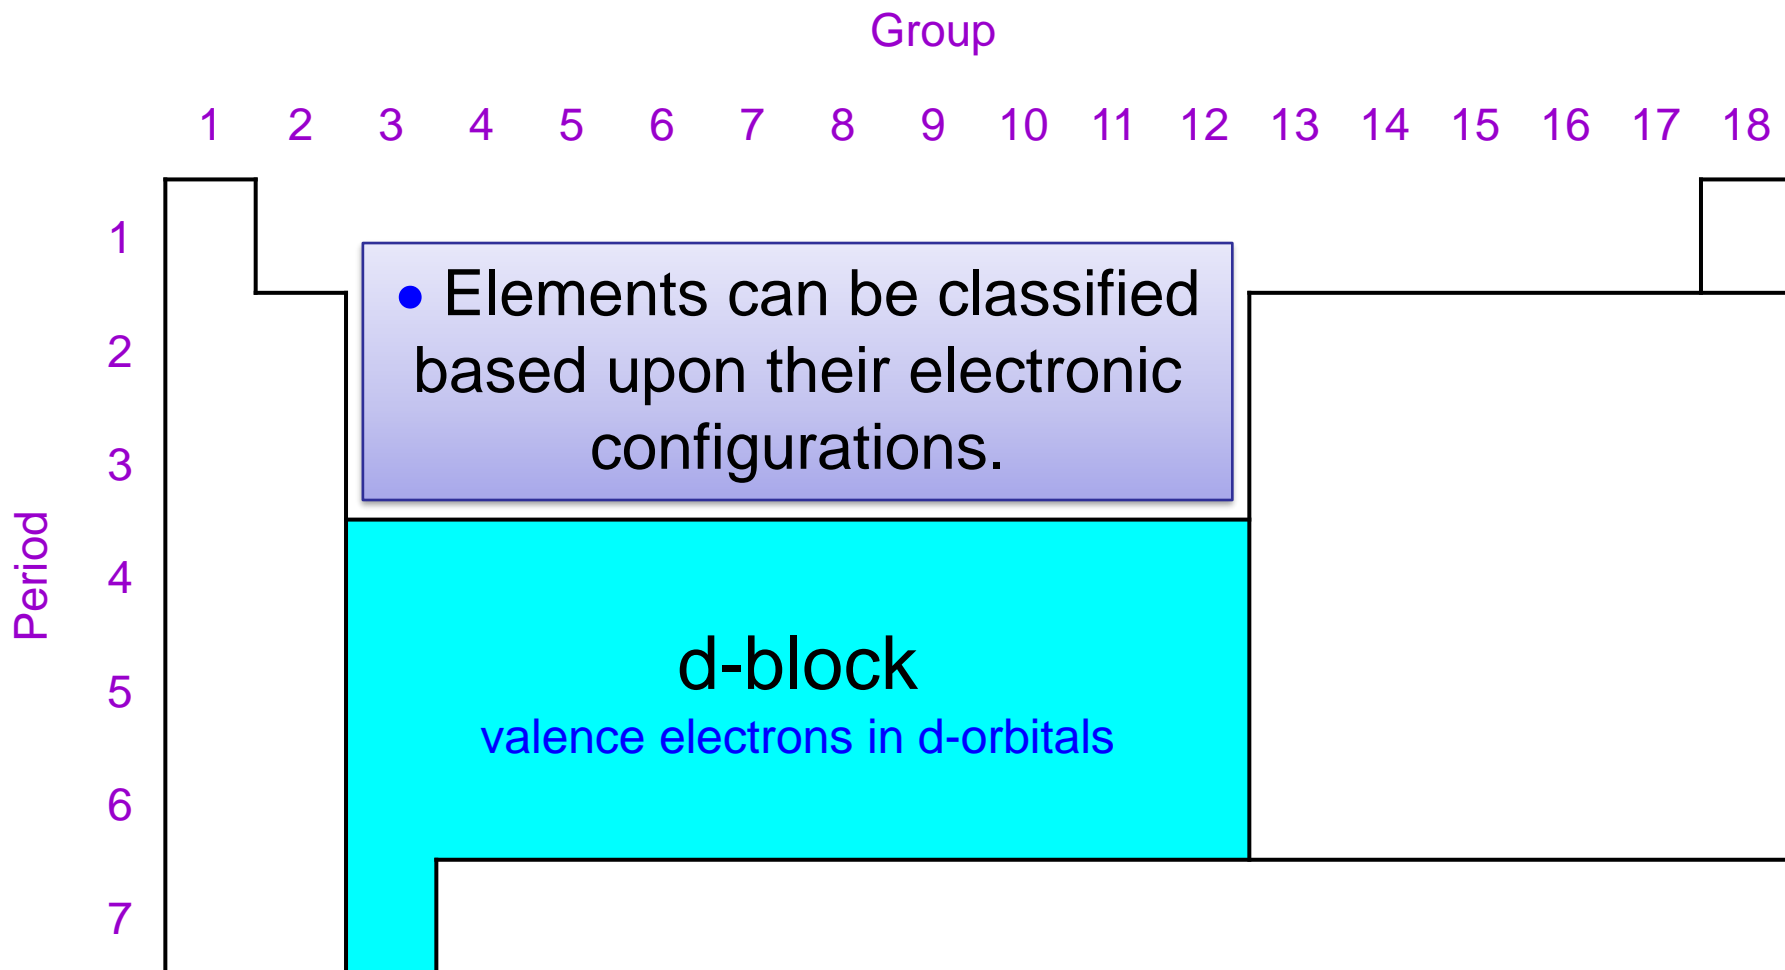 Group
1 2 3 4 5 6 7 8 9 10 11 12 13 14 15 16 17 18
1
• Elements can be classified
based upon their electronic
configurations.
2
3
Period
4
5
6
7
d-block
valence electrons in d-orbitals